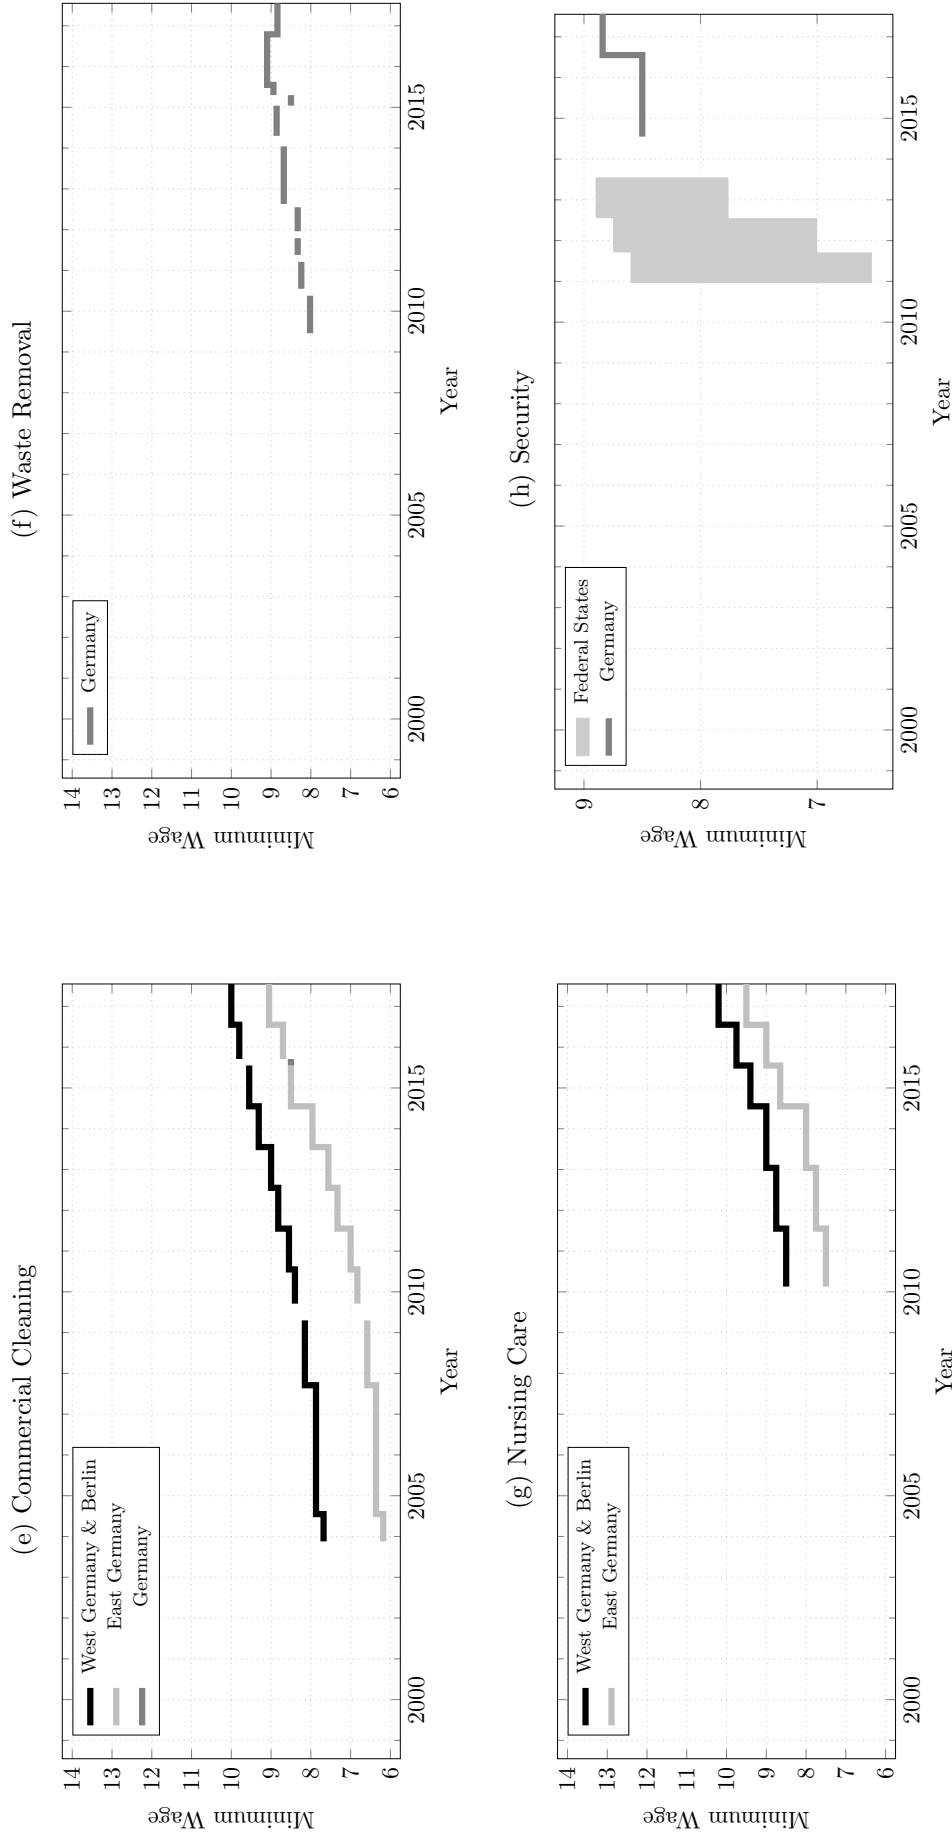 (e) Commercial Cleaning
West Germany & Berlin
East Germany
Germany
14
13
12
11
10
9
8
7
6
Minimum Wage
2000
2005
2010
2015
Year
(f) Waste Removal
Germany
14
13
12
11
10
9
8
7
6
Minimum Wage
2000
2005
2010
2015
Year
(g) Nursing Care
West Germany & Berlin
East Germany
14
13
12
11
10
9
8
7
6
Minimum Wage
2000
2005
2010
2015
Year
(h) Security
Federal States
Germany
9
8
7
Minimum Wage
2000
2005
2010
2015
Year